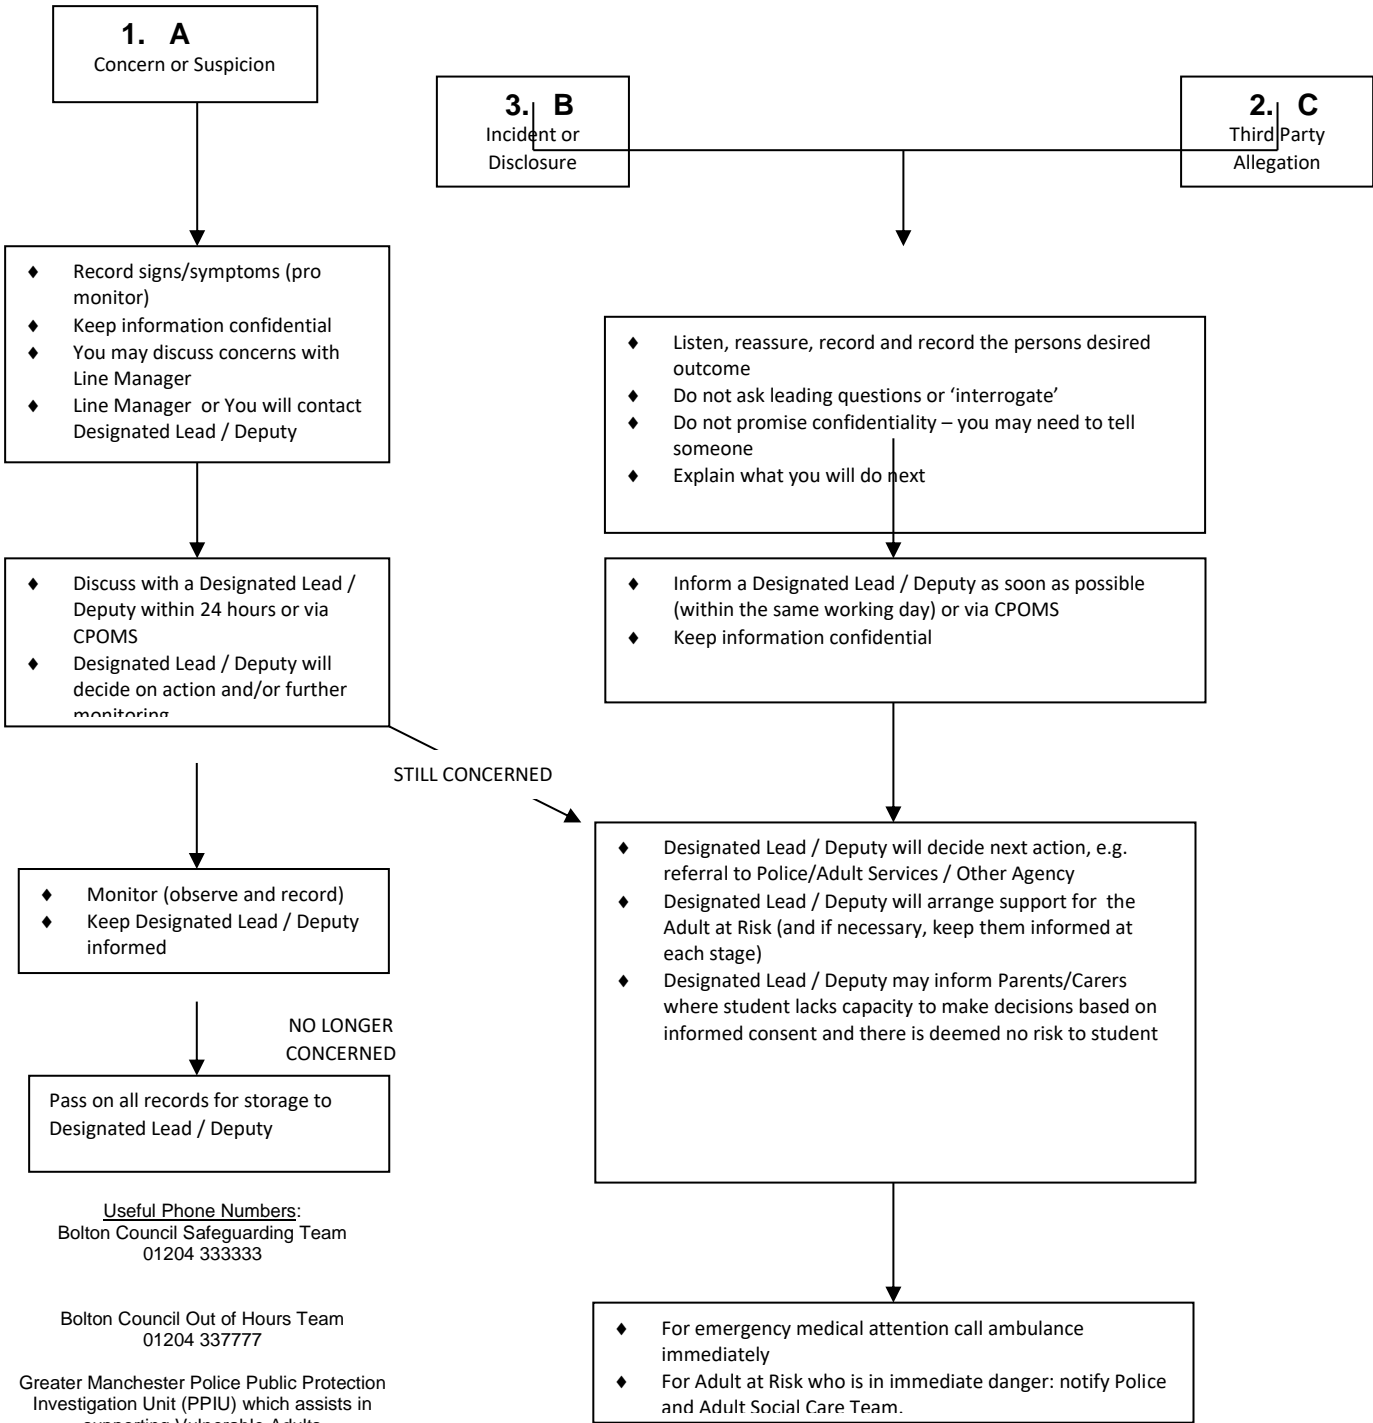 1. A
Concern or Suspicion
3. B
Incident or
Disclosure
2. C
Third Party
Allegation
♦ Record signs/symptoms (pro
monitor)
♦ Keep information confidential
♦ You may discuss concerns with
Line Manager
♦ Line Manager or You will contact
Designated Lead / Deputy
♦ Listen, reassure, record and record the persons desired
outcome
♦ Do not ask leading questions or ‘interrogate’
♦ Do not promise confidentiality – you may need to tell
someone
♦ Explain what you will do next
♦ Discuss with a Designated Lead /
Deputy within 24 hours or via
CPOMS
♦ Designated Lead / Deputy will
decide on action and/or further
monitoring
♦ Inform a Designated Lead / Deputy as soon as possible
(within the same working day) or via CPOMS
♦ Keep information confidential
STILL CONCERNED
♦ Monitor (observe and record)
♦ Keep Designated Lead / Deputy
informed
♦ Designated Lead / Deputy will decide next action, e.g.
referral to Police/Adult Services / Other Agency
♦ Designated Lead / Deputy will arrange support for the
Adult at Risk (and if necessary, keep them informed at
each stage)
♦ Designated Lead / Deputy may inform Parents/Carers
where student lacks capacity to make decisions based on
informed consent and there is deemed no risk to student
NO LONGER
CONCERNED
Pass on all records for storage to
Designated Lead / Deputy
Useful Phone Numbers:
Bolton Council Safeguarding Team
01204 333333
Bolton Council Out of Hours Team
01204 337777
Greater Manchester Police Public Protection
Investigation Unit (PPIU) which assists in
supporting Vulnerable Adults
♦ For emergency medical attention call ambulance
immediately
♦ For Adult at Risk who is in immediate danger: notify Police
and Adult Social Care Team.